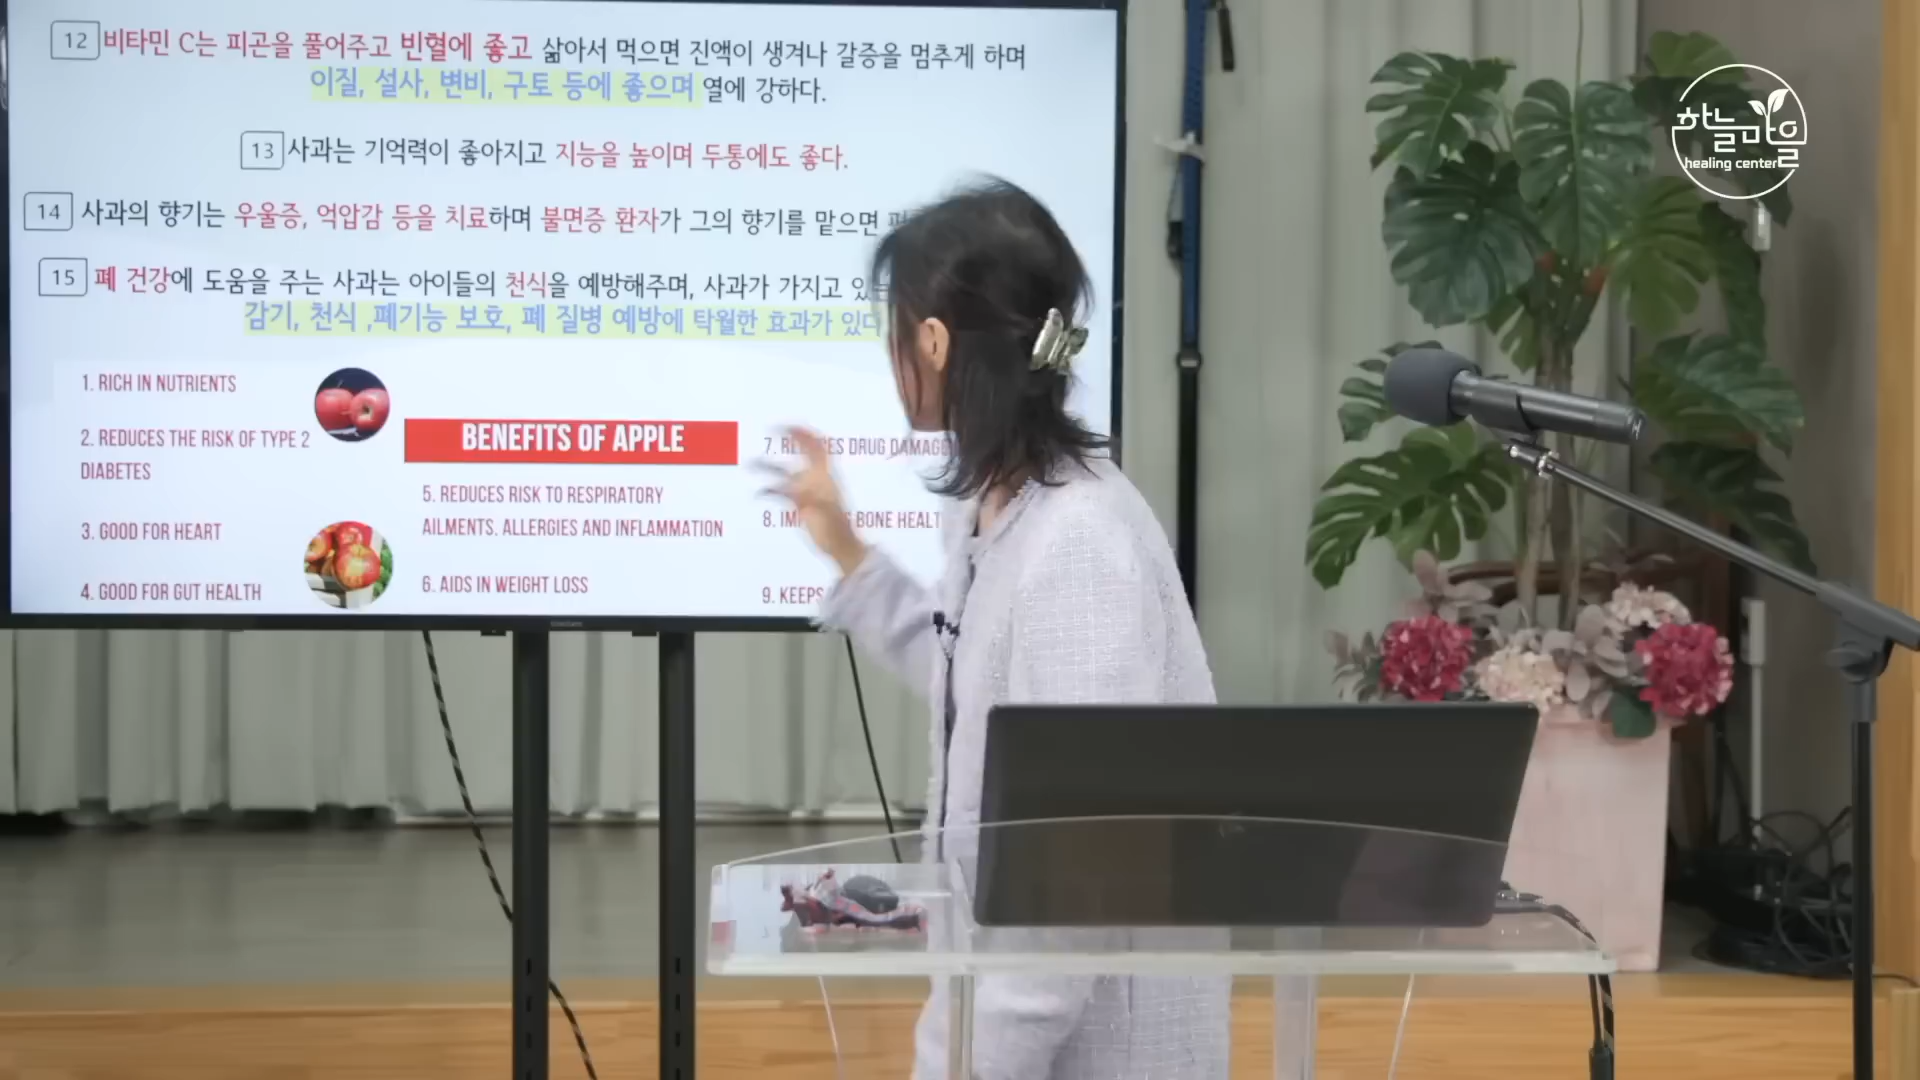 12 비타민 C는 피곤을 풀어주고 빈혈에 좋고 삶아서 먹으면 진액이 생겨나 갈증을 멈추게 하며
이질, 설사, 변비, 구토 등에 좋으며 열에 강하다.
13 사과는 기억력이 좋아지고 지능을 높이며 두통에도 좋다.
14 사과의 향기는 우울증, 억압감 등을 치료하며 불면증 환자가 그의 향기를 맡으면
15 폐 건강에 도움을 주는 사과는 아이들의 천식을 예방해주며, 사과가 가지고
감기, 천식 ,폐기능 보호, 폐 질병 예방에 탁월한 효과가 있다
1. RICH IN NUTRIENTS
2. REDUCES THE RISK OF TYPE 2
DIABETES
3. GOOD FOR HEART
4. GOOD FOR GUT HEALTH
BENEFITS OF APPLE
5. REDUCES RISK TO RESPIRATORY
AILMENTS, ALLERGIES AND INFLAMMATION
6. AIDS IN WEIGHT LOSS
7. DRUG
8. BONE
9. KEEPS
하늘마을
healing center